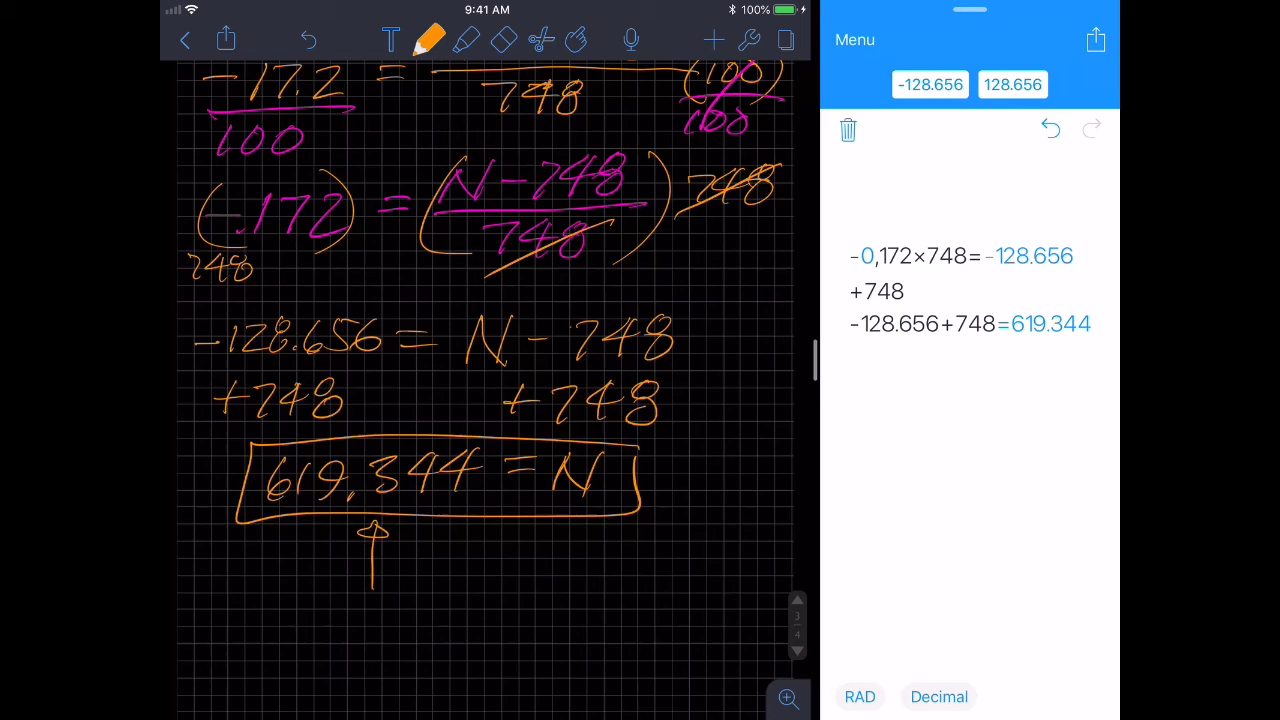 9:41 AM
100%
T
-17.2 = 748 (100)
100 100
(-.172) = (N-748) 748
748 748
-128.656 = N - 748
+748 +748
619.344 = N
3
4
Menu
-128.656 128.656
-0,172×748=-128.656
+748
-128.656+748=619.344
RAD Decimal